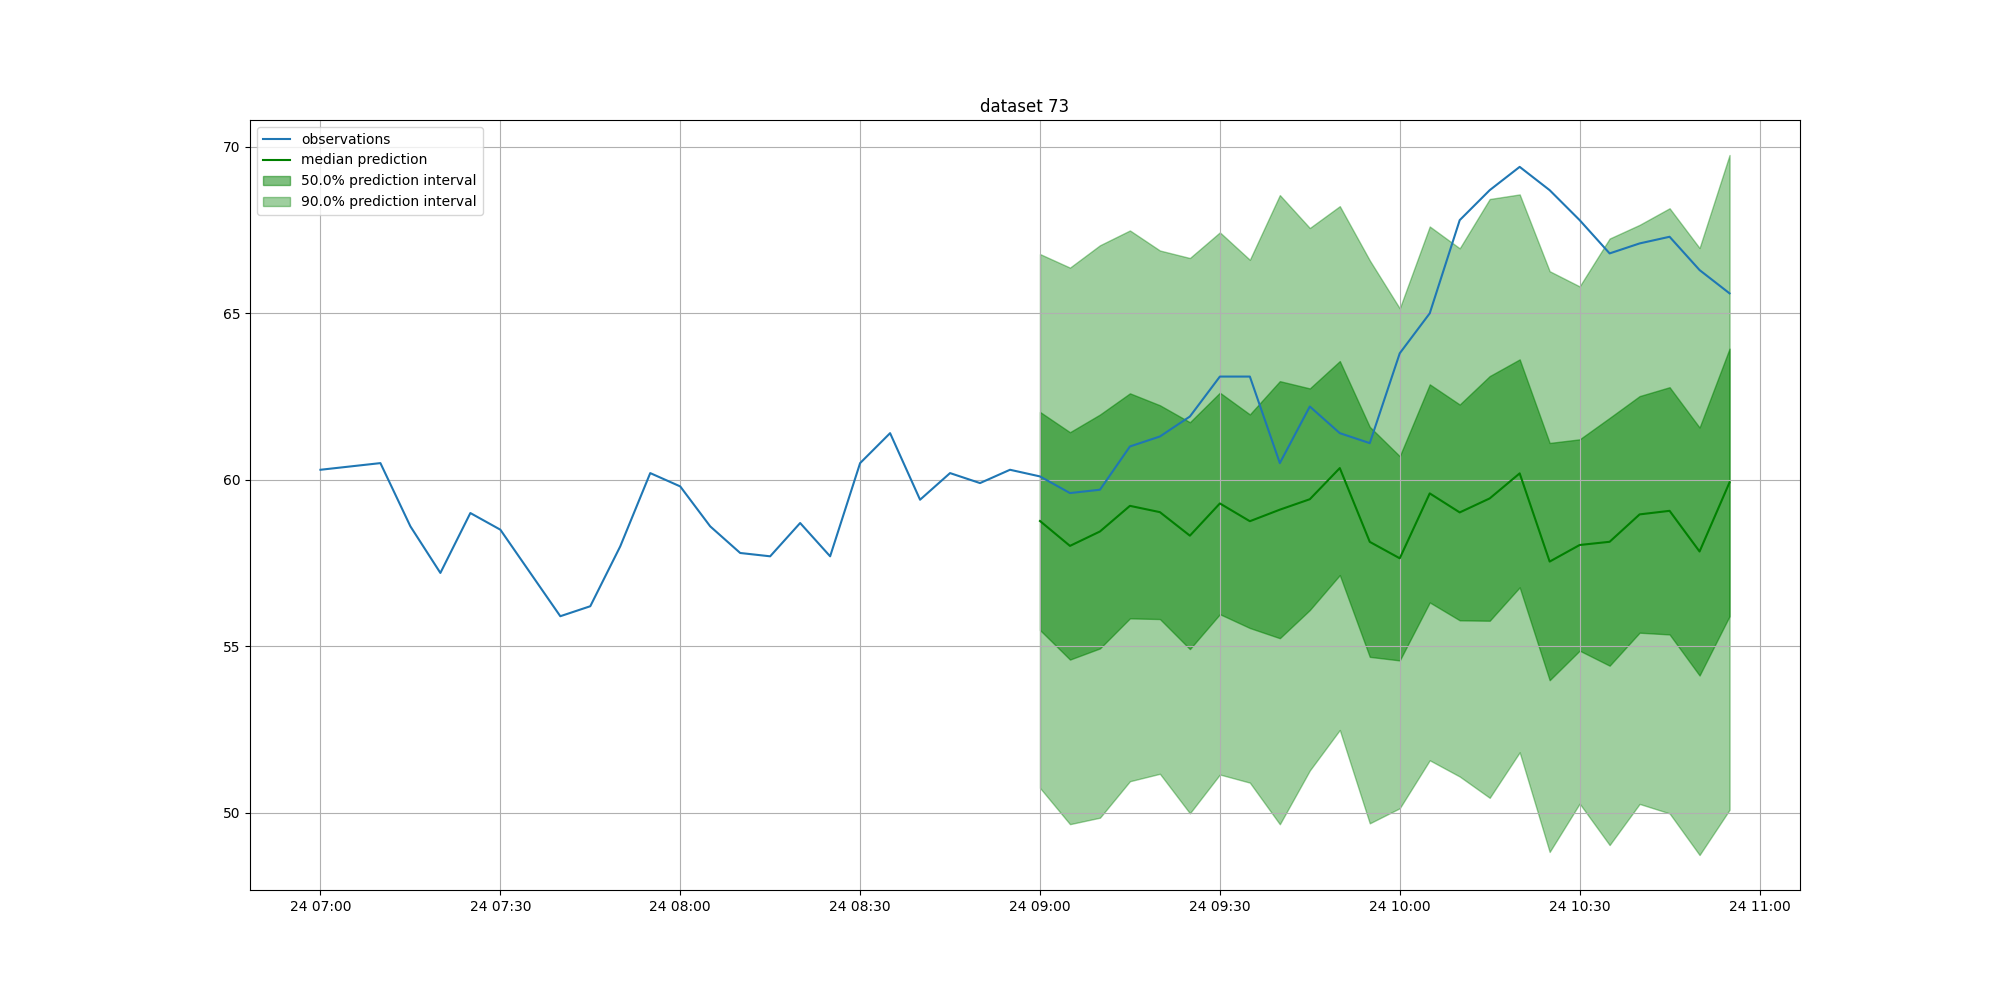 dataset 73
observations
median prediction
50.0% prediction interval
90.0% prediction interval
70
65
60
55
50
24 07:00 24 07:30 24 08:00 24 08:30 24 09:00 24 09:30 24 10:00 24 10:30 24 11:00